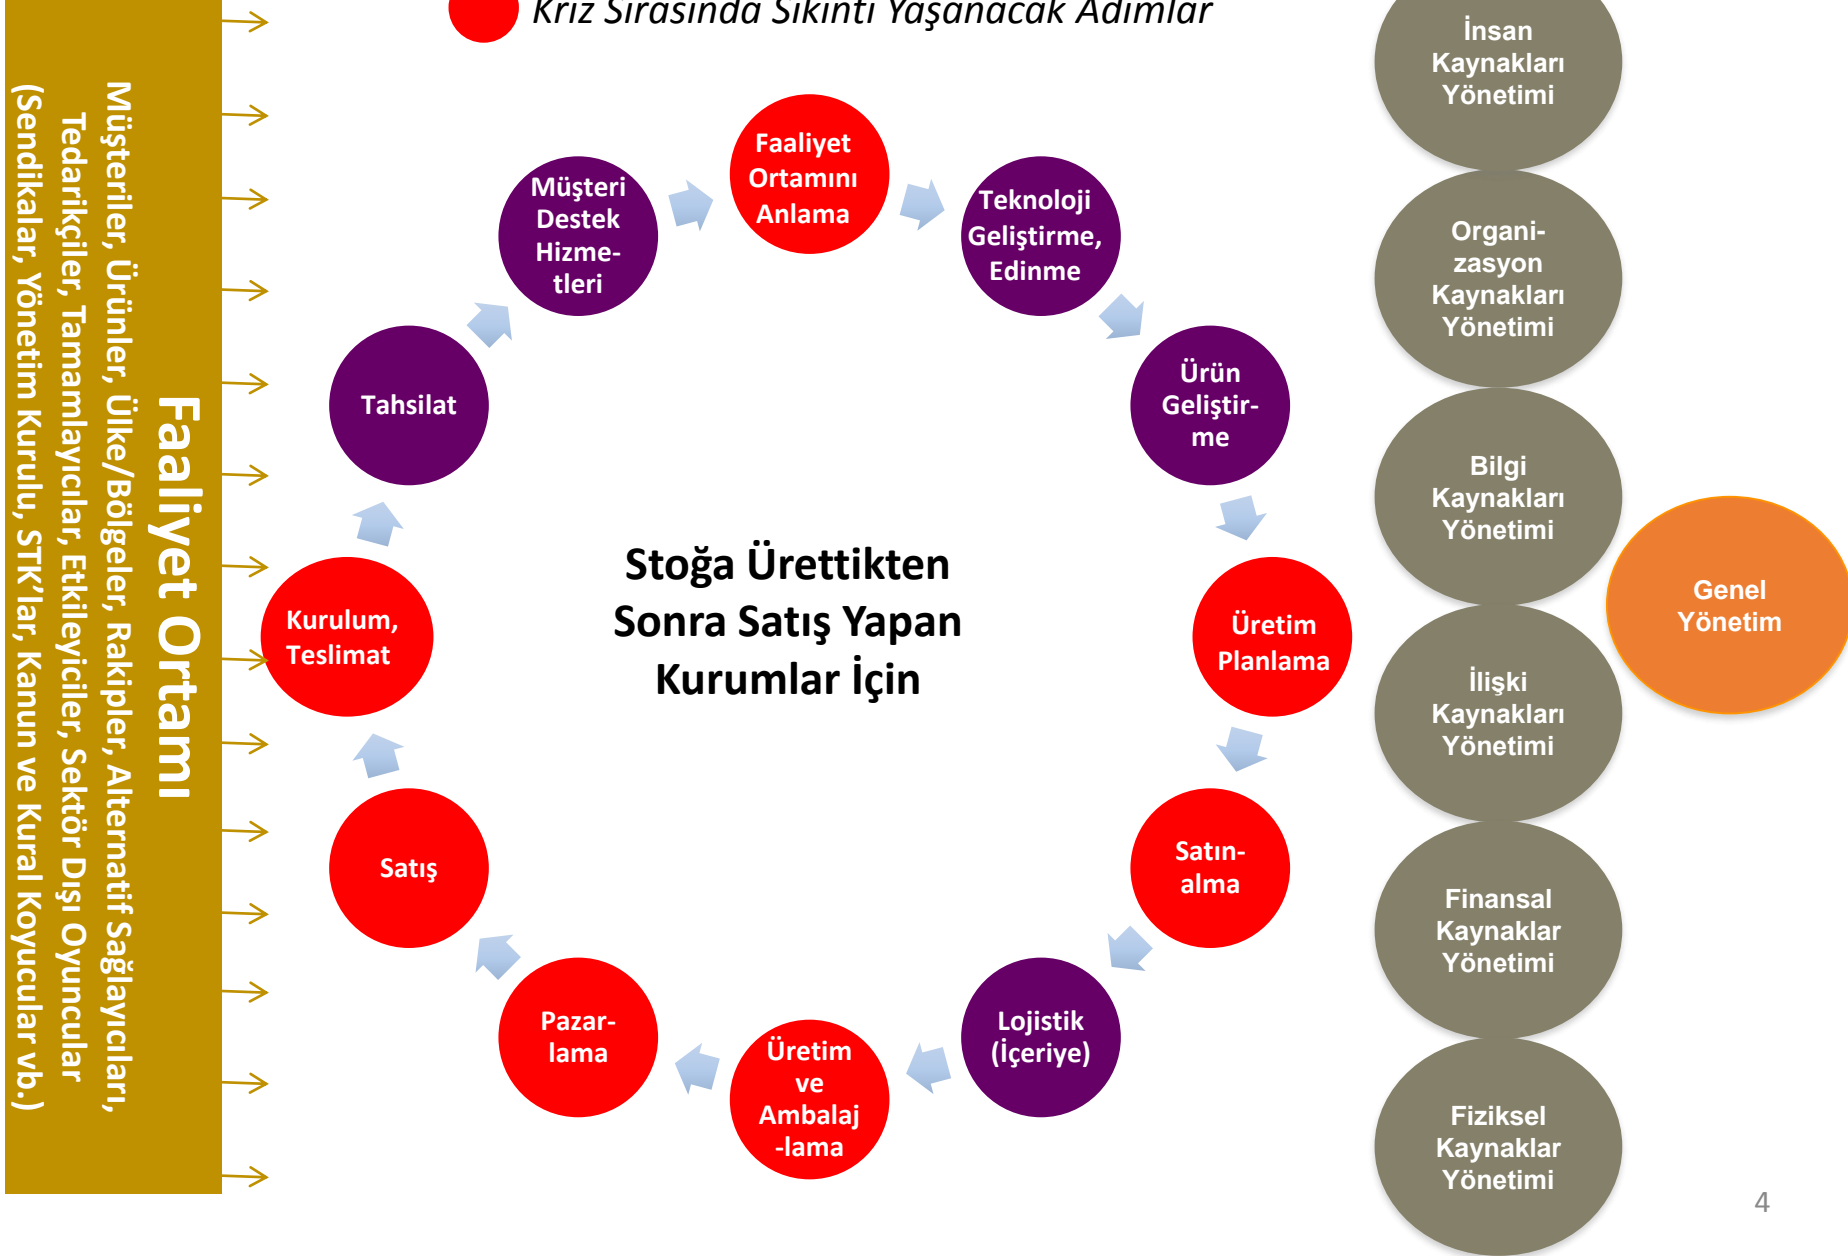 Kriz Sırasında Sıkıntı Yaşanacak Adımlar
Faaliyet Ortamı
Müşteriler, Ürünler, Ülke/Bölgeler, Rakipler, Alternatif Sağlayıcıları,
Tedarikçiler, Tamamlayıcılar, Etkileyiciler, Sektör Dışı Oyuncular
(Sendikalar, Yönetim Kurulu, STK’lar, Kanun ve Kural Koyucular vb.)
Faaliyet
Ortamını
Anlama
Teknoloji
Geliştirme,
Edinme
Ürün
Geliştir-
me
Üretim
Planlama
Satın-
alma
Lojistik
(İçeriye)
Üretim
ve
Ambalaj
-lama
Pazar-
lama
Satış
Kurulum,
Teslimat
Tahsilat
Müşteri
Destek
Hizme-
tleri
Stoğa Ürettikten
Sonra Satış Yapan
Kurumlar İçin
İnsan
Kaynakları
Yönetimi
Organi-
zasyon
Kaynakları
Yönetimi
Bilgi
Kaynakları
Yönetimi
İlişki
Kaynakları
Yönetimi
Finansal
Kaynaklar
Yönetimi
Fiziksel
Kaynaklar
Yönetimi
Genel
Yönetim
4